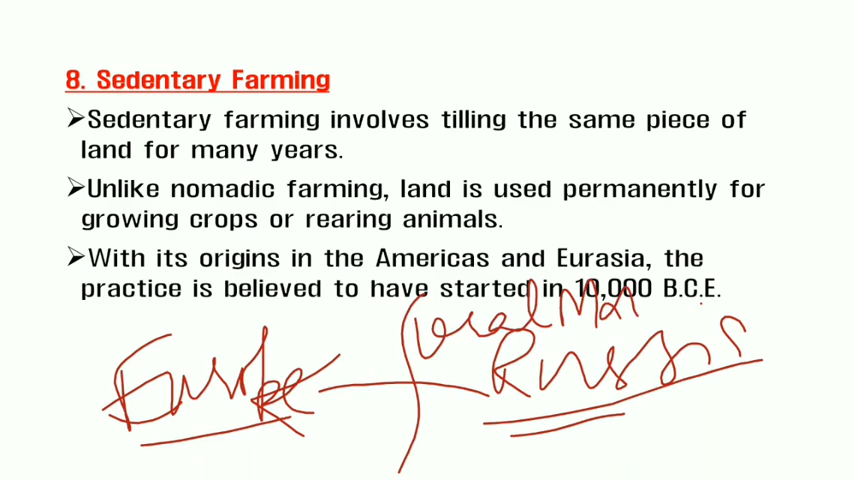 8. Sedentary Farming
➢Sedentary farming involves tilling the same piece of
land for many years.
➢Unlike nomadic farming, land is used permanently for
growing crops or rearing animals.
➢With its origins in the Americas and Eurasia, the
practice is believed to have started in 10,000 B.C.E.
Europe
Russia